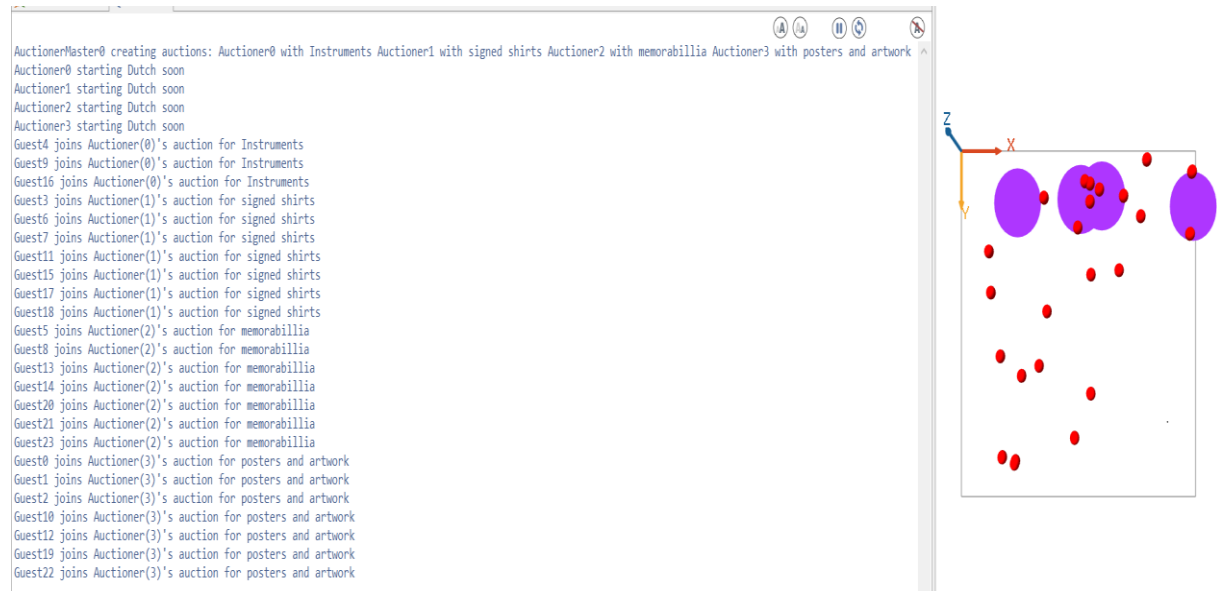 AuctionerMaster0 creating auctions: Auctioner0 with Instruments Auctioner1 with signed shirts Auctioner2 with memorabillia Auctioner3 with posters and artwork
Auctioner0 starting Dutch soon
Auctioner1 starting Dutch soon
Auctioner2 starting Dutch soon
Auctioner3 starting Dutch soon
Guest4 joins Auctioner(0)'s auction for Instruments
Guest9 joins Auctioner(0)'s auction for Instruments
Guest16 joins Auctioner(0)'s auction for Instruments
Guest3 joins Auctioner(1)'s auction for signed shirts
Guest6 joins Auctioner(1)'s auction for signed shirts
Guest7 joins Auctioner(1)'s auction for signed shirts
Guest11 joins Auctioner(1)'s auction for signed shirts
Guest15 joins Auctioner(1)'s auction for signed shirts
Guest17 joins Auctioner(1)'s auction for signed shirts
Guest18 joins Auctioner(1)'s auction for signed shirts
Guest5 joins Auctioner(2)'s auction for memorabillia
Guest8 joins Auctioner(2)'s auction for memorabillia
Guest13 joins Auctioner(2)'s auction for memorabillia
Guest14 joins Auctioner(2)'s auction for memorabillia
Guest20 joins Auctioner(2)'s auction for memorabillia
Guest21 joins Auctioner(2)'s auction for memorabillia
Guest23 joins Auctioner(2)'s auction for memorabillia
Guest0 joins Auctioner(3)'s auction for posters and artwork
Guest1 joins Auctioner(3)'s auction for posters and artwork
Guest2 joins Auctioner(3)'s auction for posters and artwork
Guest10 joins Auctioner(3)'s auction for posters and artwork
Guest12 joins Auctioner(3)'s auction for posters and artwork
Guest19 joins Auctioner(3)'s auction for posters and artwork
Guest22 joins Auctioner(3)'s auction for posters and artwork
Z
X
Y